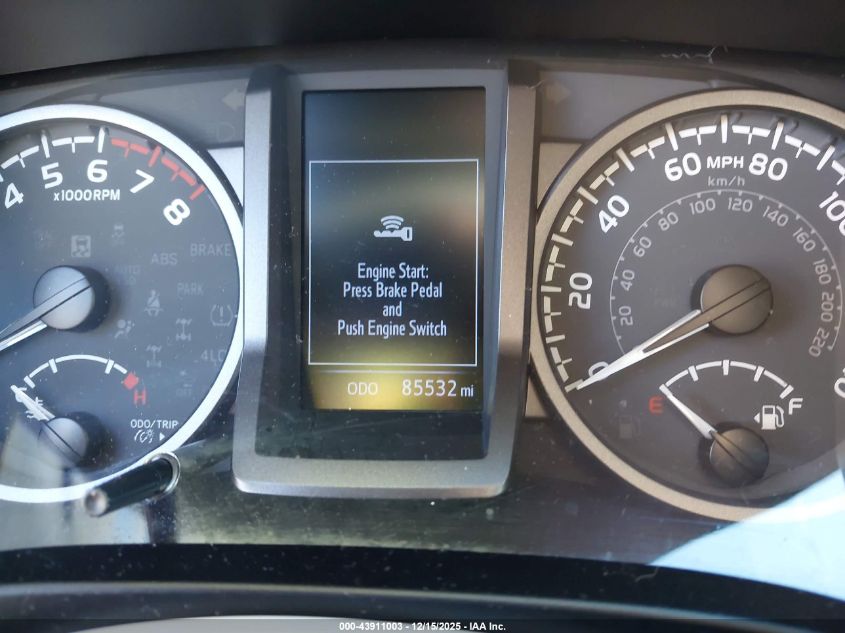 4 5 6 7 8
x1000RPM
ABS
BRAKE
PARK
4LO
H
ODO/TRIP
Engine Start:
Press Brake Pedal
and
Push Engine Switch
ODO 85532 mi
0 20 40 60 MPH 80 100
km/h
20 40 60 80 100 120 140 160 180 200 220
E F
000-43911003 - 12/15/2025 - IAA Inc.